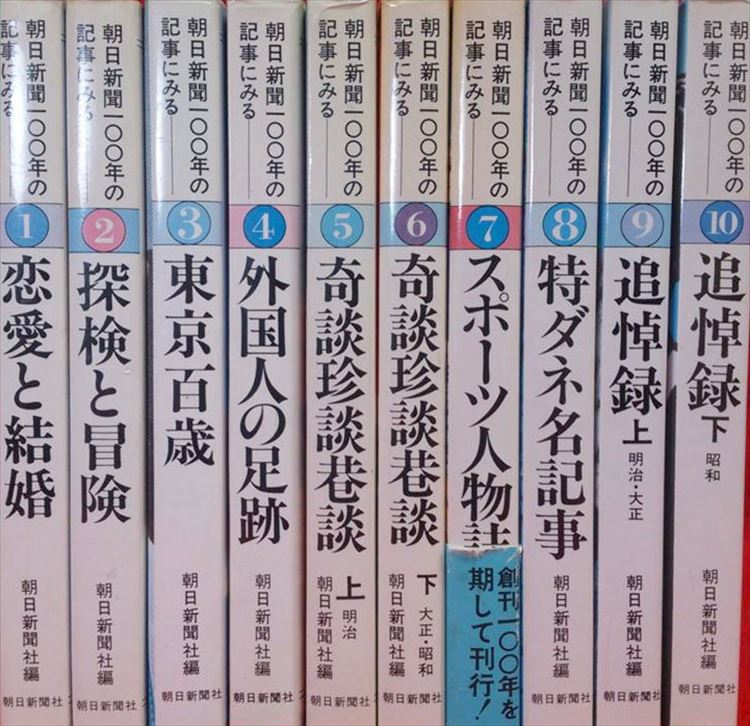 朝日新聞一〇〇年の
記事にみる
1
恋愛と結婚
朝日新聞社編
朝日新聞社
朝日新聞一〇〇年の
記事にみる
2
探検と冒険
朝日新聞社編
朝日新聞社
朝日新聞一〇〇年の
記事にみる
3
東京百歳
朝日新聞社編
朝日新聞社
朝日新聞一〇〇年の
記事にみる
4
外国人の足跡
朝日新聞社編
朝日新聞社
朝日新聞一〇〇年の
記事にみる
5
奇談珍談巷談 上 明治
朝日新聞社編
朝日新聞社
朝日新聞一〇〇年の
記事にみる
6
奇談珍談巷談 下 大正・昭和
朝日新聞社編
朝日新聞社
朝日新聞一〇〇年の
記事にみる
7
スポーツ人物誌
創刊一〇〇年を
期して刊行!
朝日新聞一〇〇年の
記事にみる
8
特ダネ名記事
朝日新聞社編
朝日新聞社
朝日新聞一〇〇年の
記事にみる
9
追悼録 上 明治・大正
朝日新聞社編
朝日新聞社
朝日新聞一〇〇年の
記事にみる
10
追悼録 下 昭和
朝日新聞社編
朝日新聞社